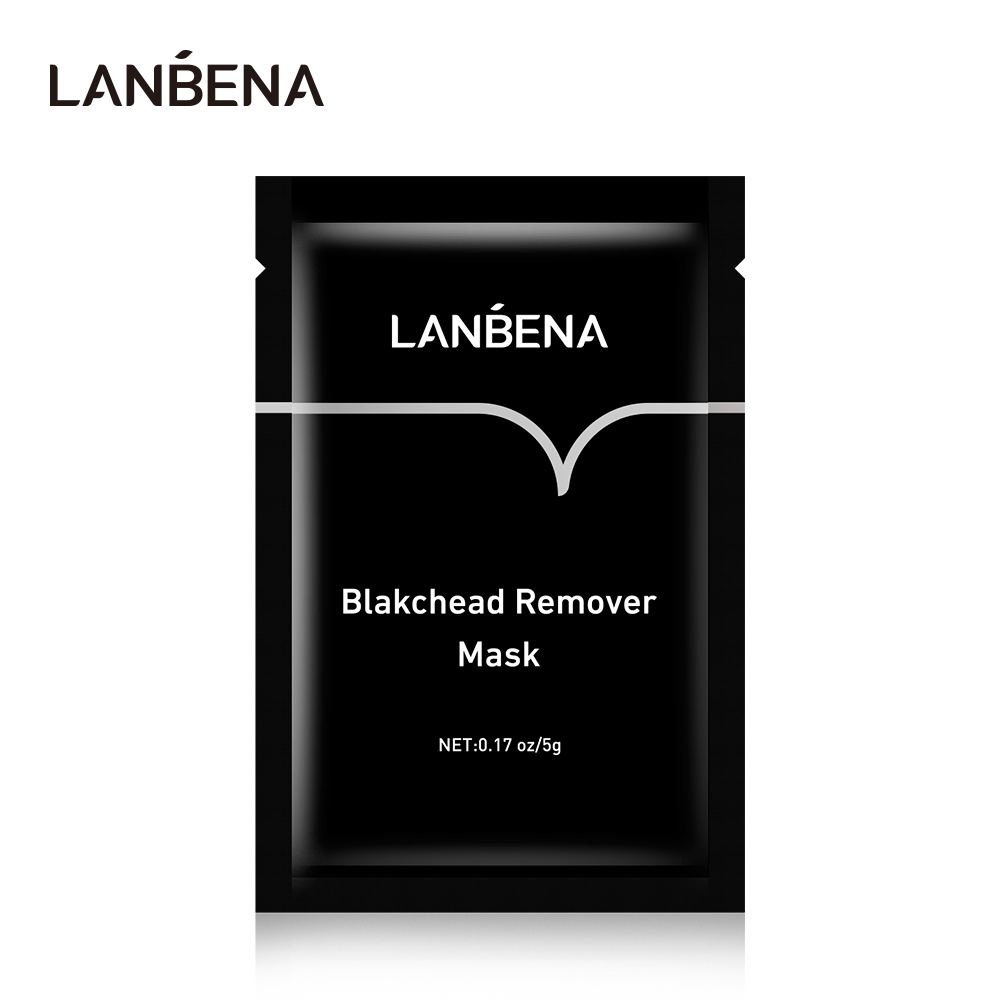 LANBENA
LANBENA
Blakchead Remover
Mask
NET:0.17 oz/5g